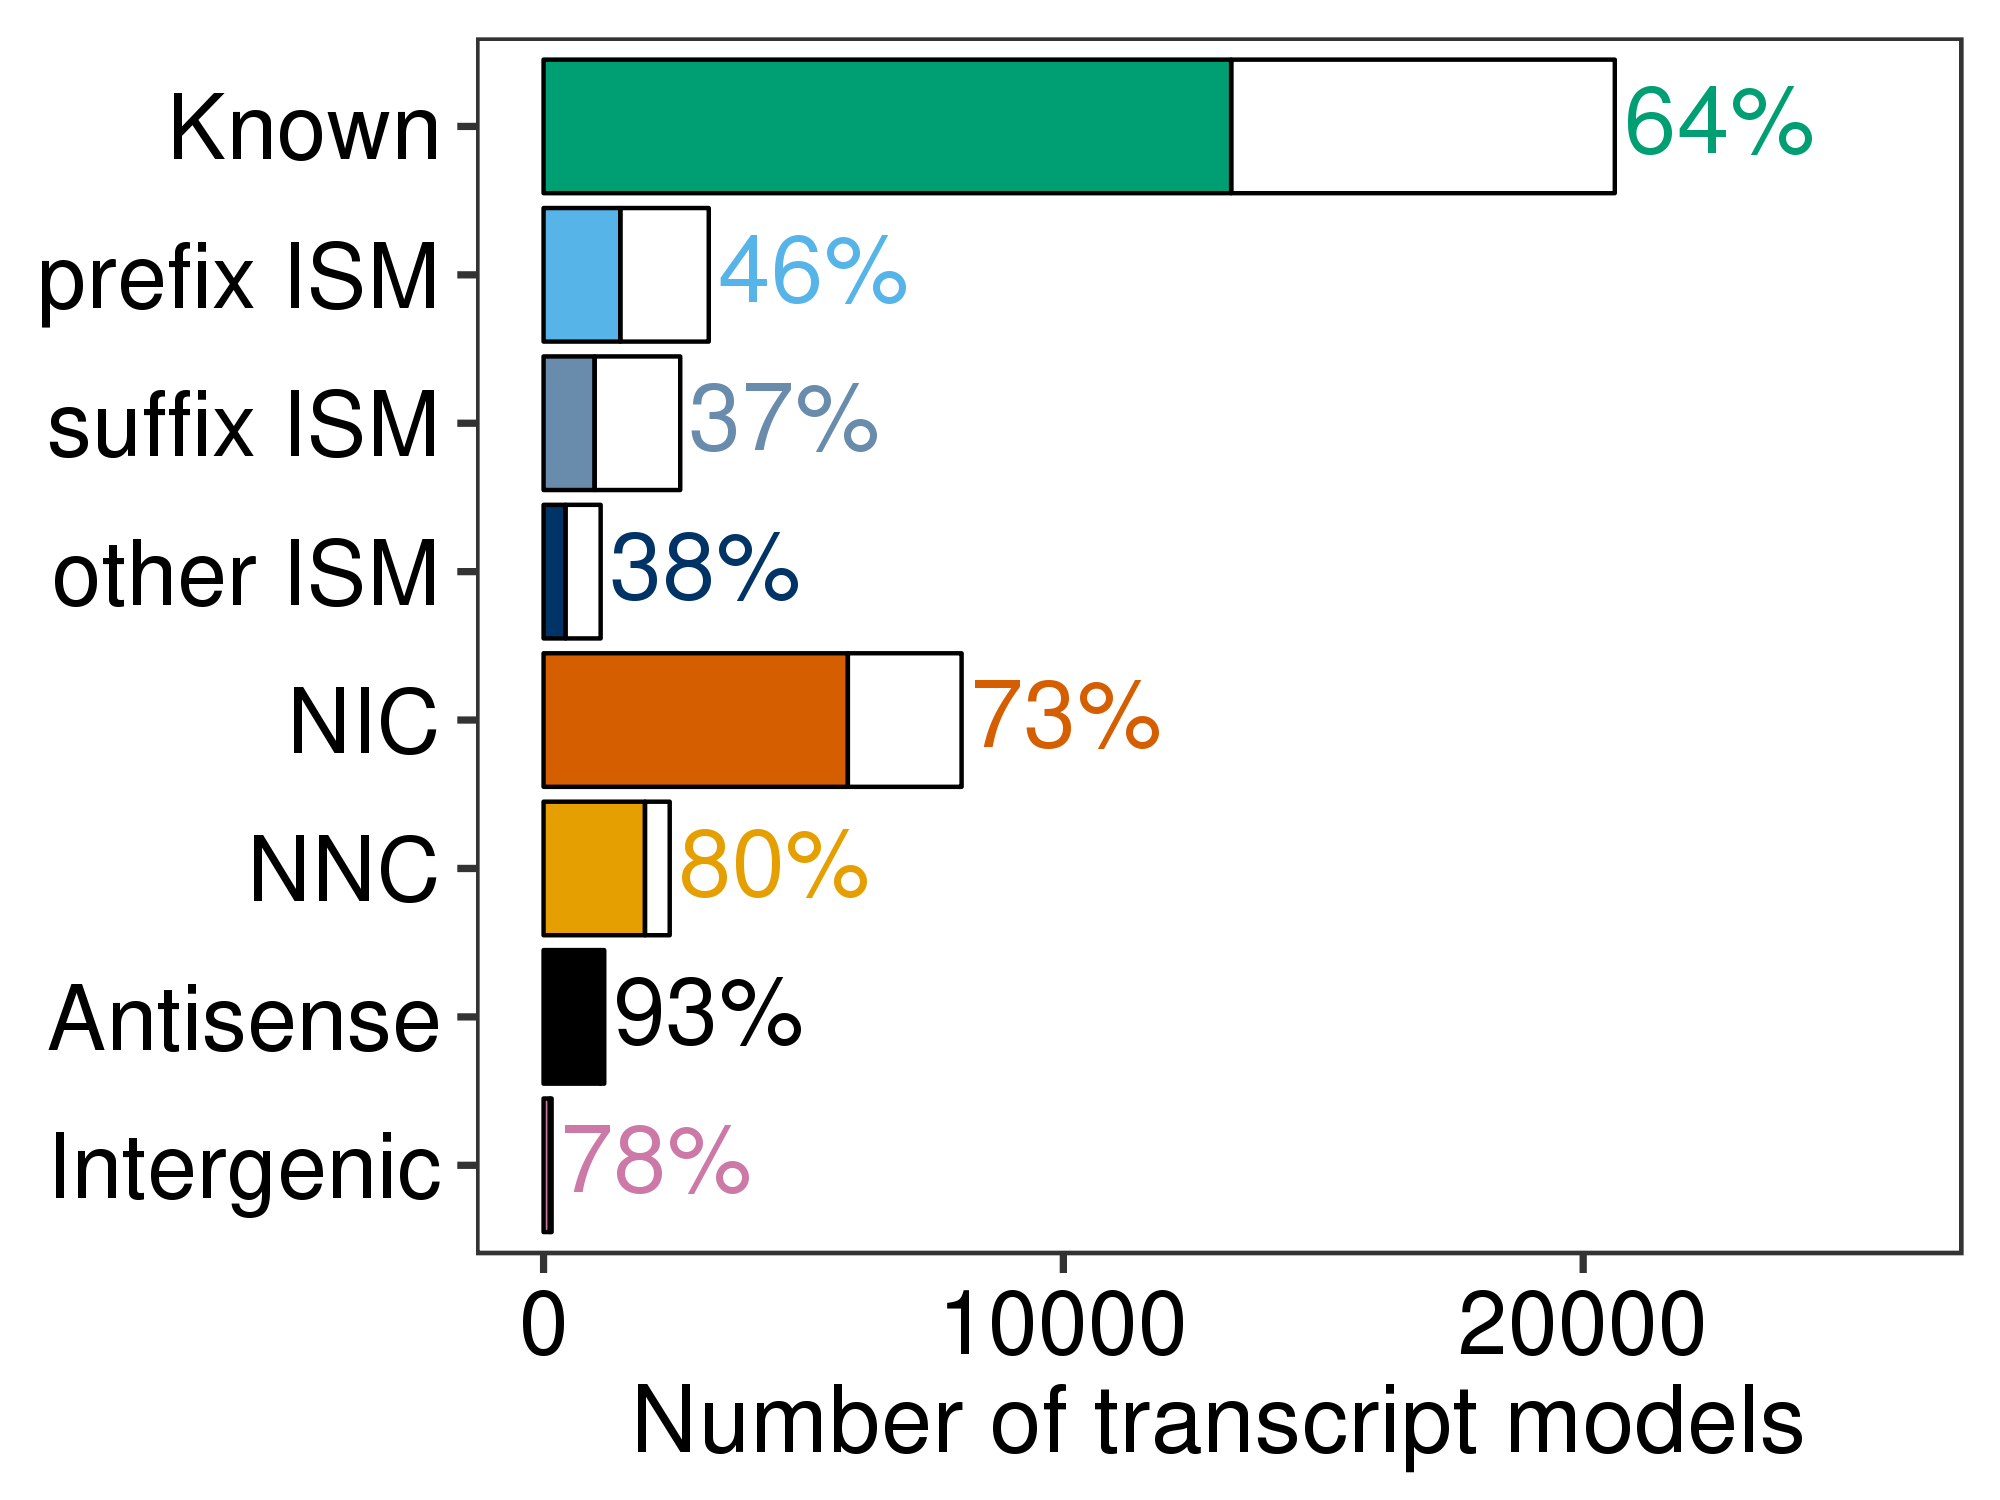 Known 64%
prefix ISM 46%
suffix ISM 37%
other ISM 38%
NIC 73%
NNC 80%
Antisense 93%
Intergenic 78%
0 10000 20000
Number of transcript models